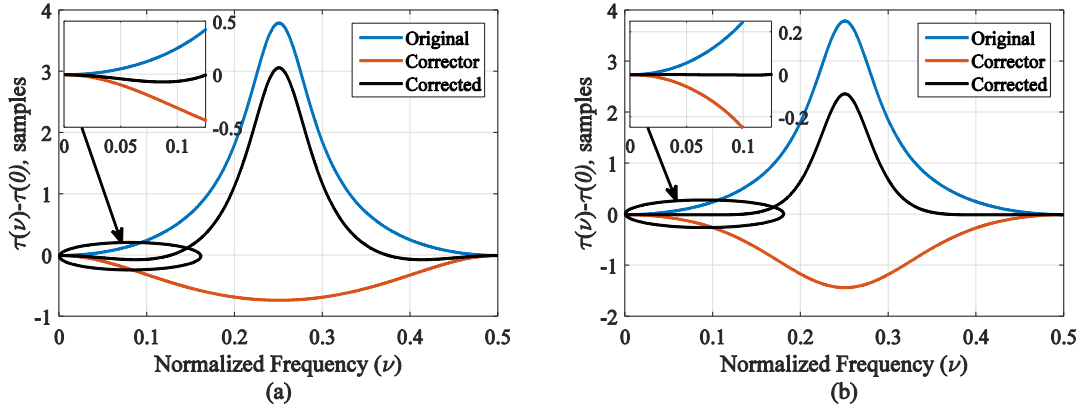 4
3
2
1
0
-1
τ(ν)-τ(0), samples
0.5
0
-0.5
0 0.05 0.1
Original
Corrector
Corrected
0 0.1 0.2 0.3 0.4 0.5
Normalized Frequency (ν)
(a)
4
3
2
1
0
-1
-2
τ(ν)-τ(0), samples
0.2
0
-0.2
0 0.05 0.1
Original
Corrector
Corrected
0 0.1 0.2 0.3 0.4 0.5
Normalized Frequency (ν)
(b)